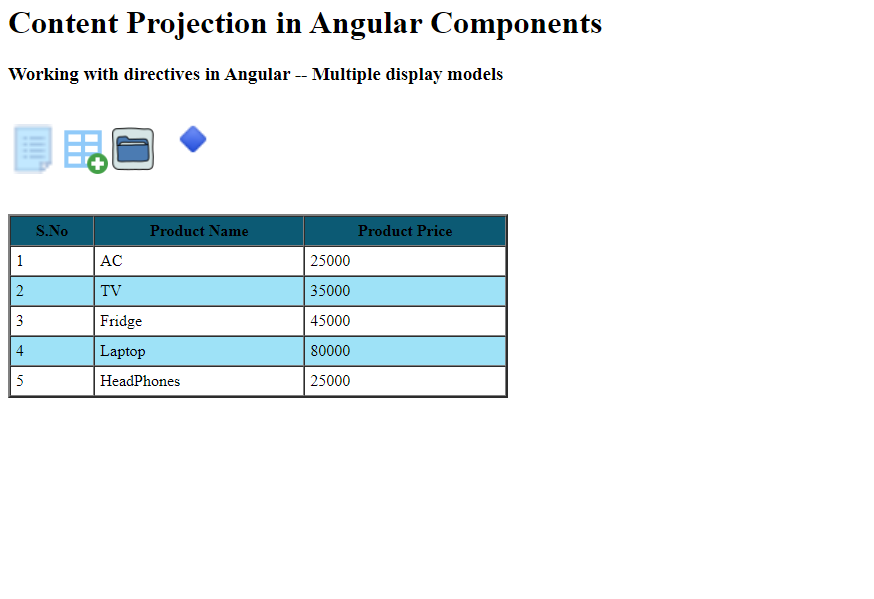 Content Projection in Angular Components
Working with directives in Angular -- Multiple display models
S.No Product Name Product Price
1 AC 25000
2 TV 35000
3 Fridge 45000
4 Laptop 80000
5 HeadPhones 25000